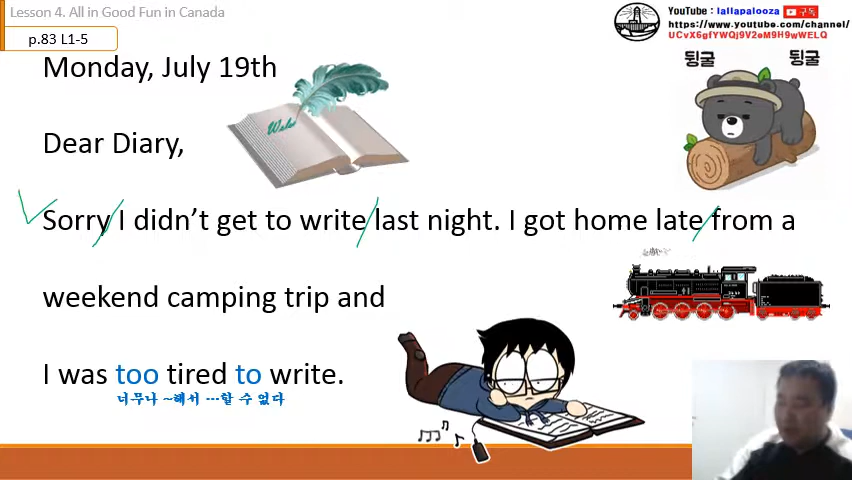 Lesson 4. All in Good Fun in Canada
p.83 L1-5
YouTube : lallapalooza 구독
https://www.youtube.com/channel/
UCvX6gfYWQj9V2eM9H9wWELQ
뒹굴 뒹굴
Monday, July 19th
Dear Diary,
Sorry I didn't get to write last night. I got home late from a
weekend camping trip and
I was too tired to write.
너무나 ~해서 …할 수 없다